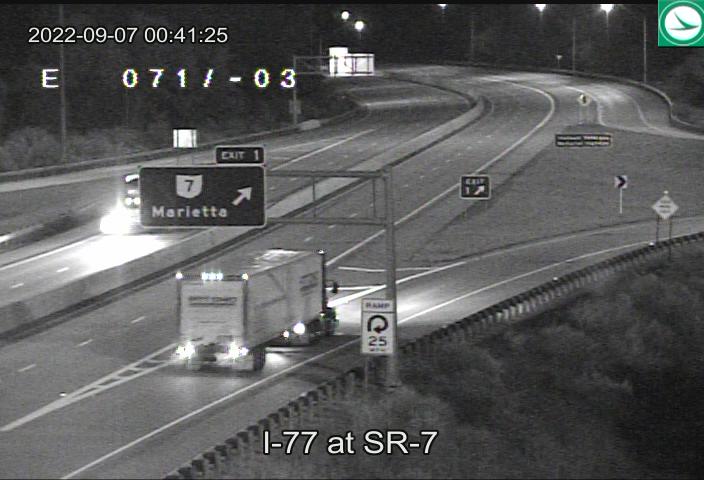 2022-09-07 00:41:25
E 071/-03
EXIT 1
7
Marietta
EXIT
1
RAMP
25
I-77 at SR-7